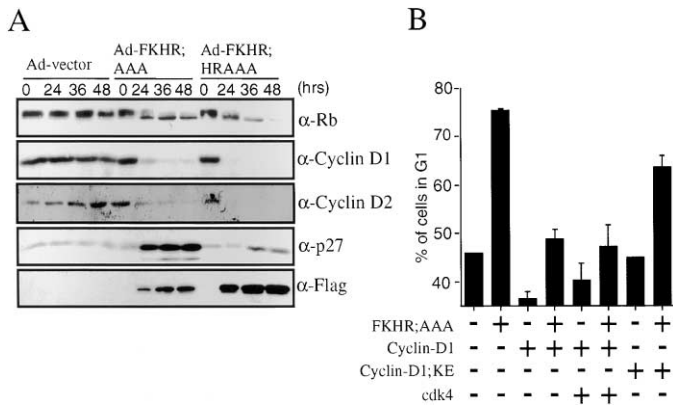 A
Ad-vector
Ad-FKHR;
AAA
Ad-FKHR;
HRAAA
0 24 36 48 0 24 36 48 0 24 36 48 (hrs)
α-Rb
α-Cyclin D1
α-Cyclin D2
α-p27
α-Flag
B
% of cells in G1
80
70
60
50
40
FKHR;AAA - + - + - + - +
Cyclin-D1 - - + + + + - -
Cyclin-D1;KE - - - - - - + +
cdk4 - - - - + + - -